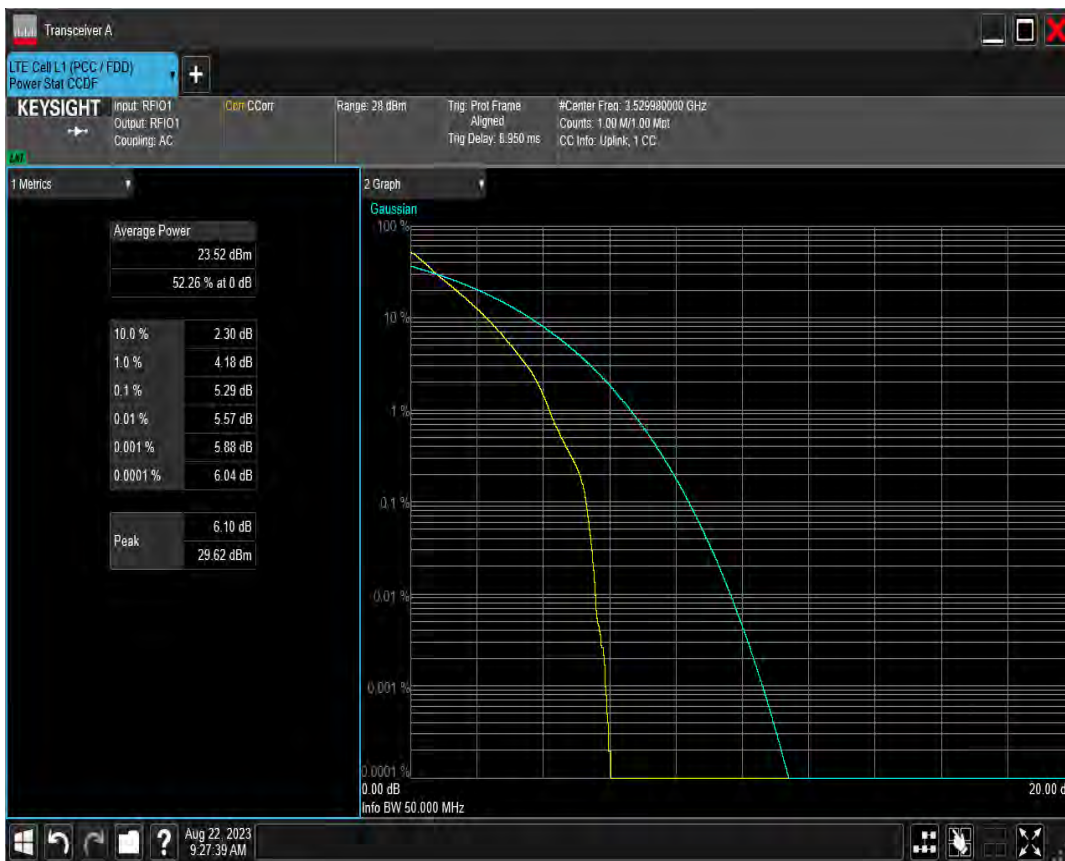 Transceiver A
LTE Cell L1 (PCC / FDD)
Power Stat CCDF
+
KEYSIGHT
Input: RFIO1
Output: RFIO1
Coupling: AC
Corr CCorr
Range: 28 dBm
Trig: Prot Frame
Aligned
Trig Delay: 6.950 ms
#Center Freq: 3.529980000 GHz
Counts: 1.00 M/1.00 Mpt
CC Info: Uplink, 1 CC
1 Metrics
Average Power
23.52 dBm
52.26 % at 0 dB
10.0 % 2.30 dB
1.0 % 4.18 dB
0.1 % 5.29 dB
0.01 % 5.57 dB
0.001 % 5.88 dB
0.0001 % 6.04 dB
Peak
6.10 dB
29.62 dBm
2 Graph
Gaussian
100 %
10 %
1 %
0.1 %
0.01 %
0.001 %
0.0001 %
0.00 dB
20.00 d
Info BW 50.000 MHz
?
Aug 22, 2023
9:27:39 AM